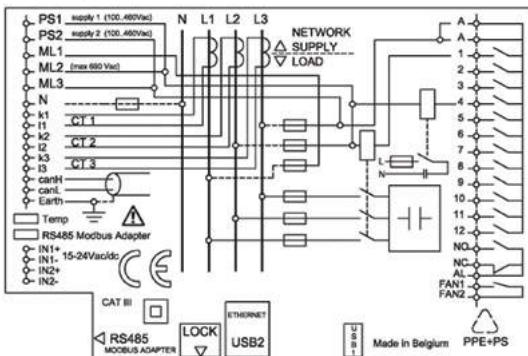 PS1 supply 1 (100..460Vac)
PS2 supply 2 (100..460Vac)
ML1
ML2 (max 690 Vac)
ML3
N
k1
l1 CT 1
k2
l2 CT 2
k3
l3 CT 3
canH
canL
Earth
Temp
RS485 Modbus Adapter
IN1+
IN1- 15-24Vac/dc
IN2+
IN2-
CAT III
RS485
MODBUS ADAPTER
LOCK
ETHERNET
USB2
N L1 L2 L3
NETWORK
SUPPLY
LOAD
L
N
A
A
1
2
3
4
5
6
7
8
9
10
11
12
NO
NC
AL
FAN1
FAN2
USB1
Made in Belgium
PPE+PS
CE